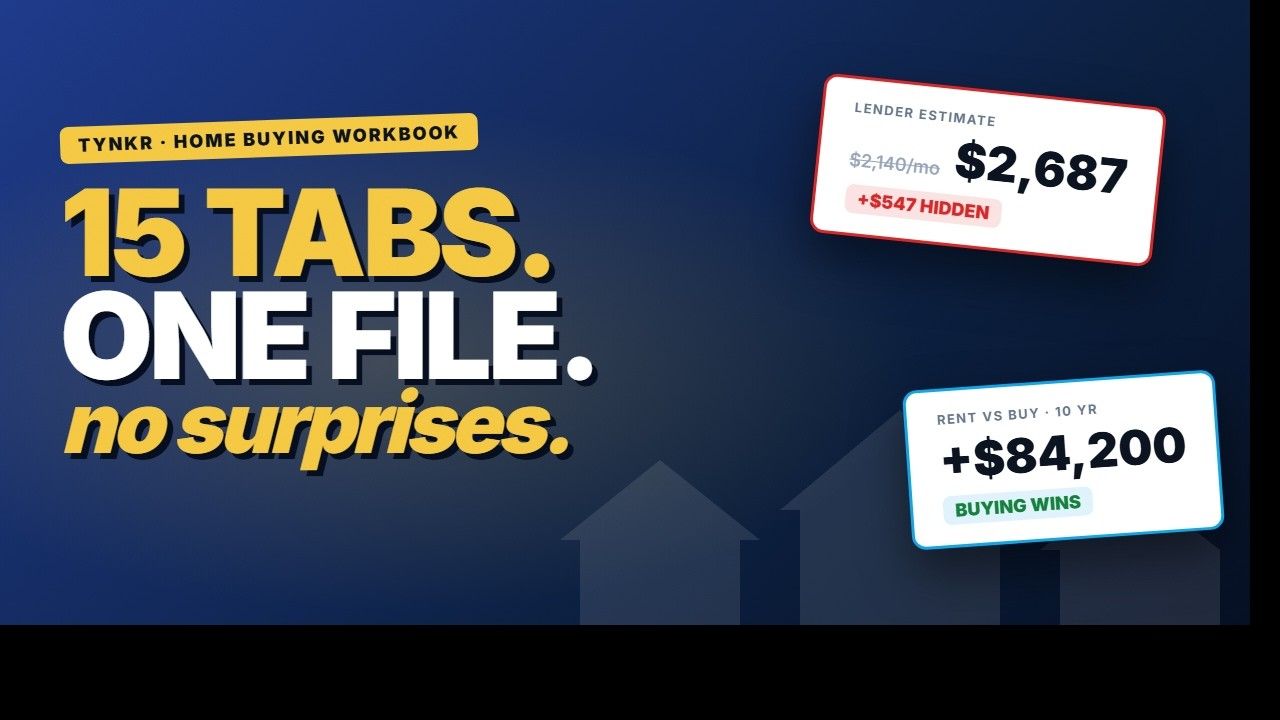 TYNKR · HOME BUYING WORKBOOK
15 TABS.
ONE FILE.
no surprises.
LENDER ESTIMATE
$2,140/mo $2,687
+$547 HIDDEN
RENT VS BUY · 10 YR
+$84,200
BUYING WINS